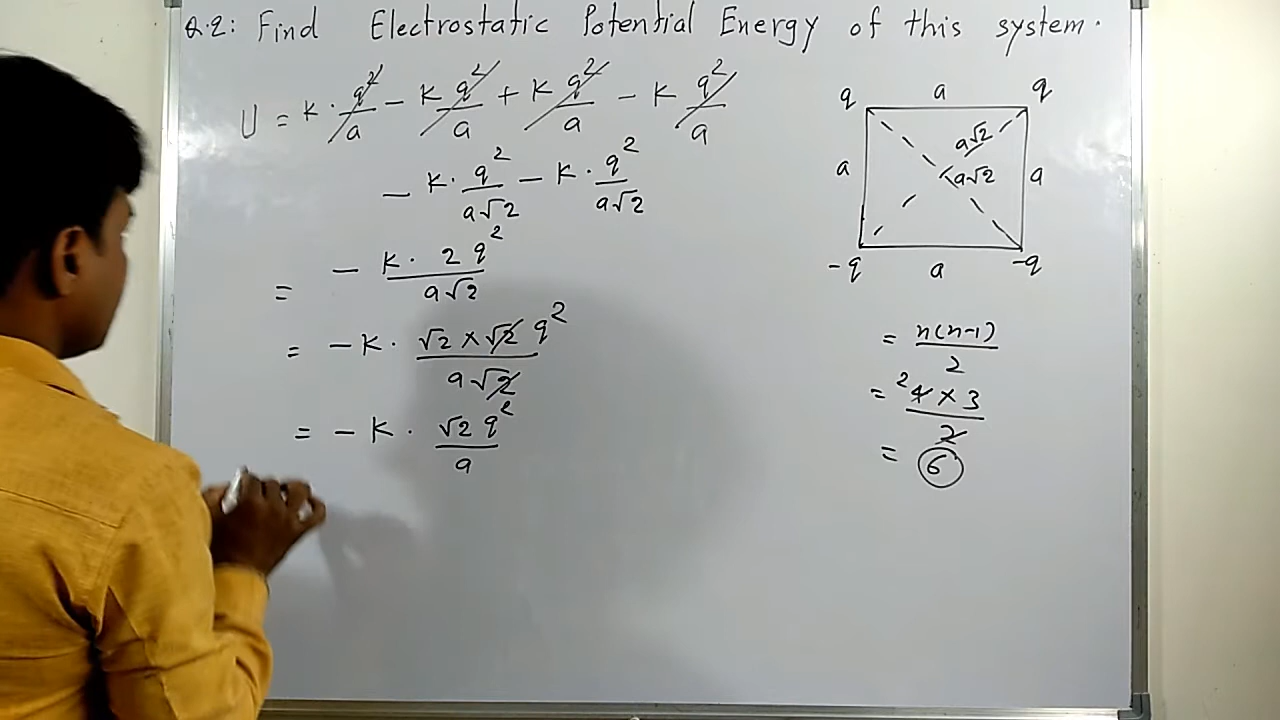 Q.2: Find Electrostatic Potential Energy of this system.
U = K · q²/a − K q²/a + K q²/a − K q²/a
− K · q²/a√2 − K · q²/a√2
= − K · 2q²/a√2
= − K · √2 × √2 q²/a√2
= − K · √2 q²/a
q a q
a√2
a a√2 a
-q a -q
= n(n-1)/2
= ²4 × 3/2
= 6